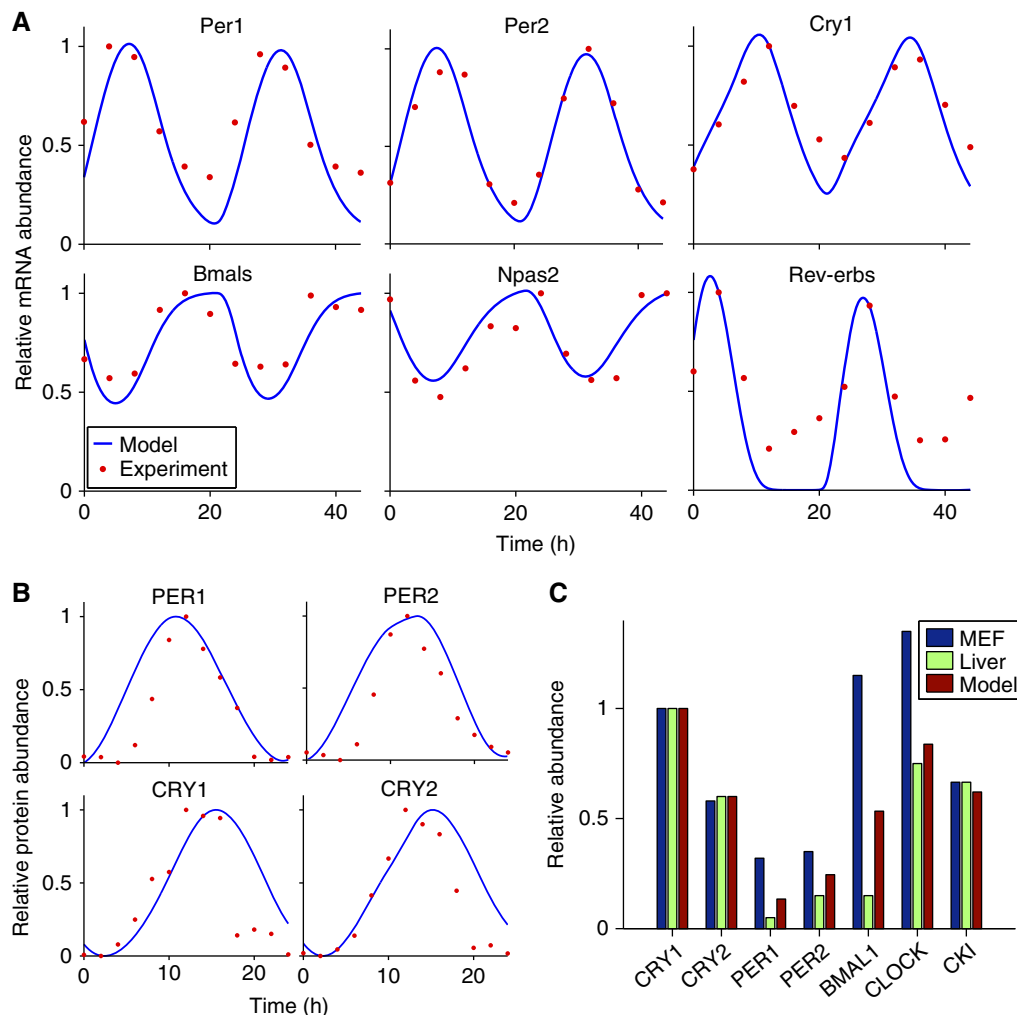 A
Per1
Per2
Cry1
Relative mRNA abundance
1
0.5
0
Bmals
Npas2
Rev-erbs
1
0.5
0
Model
Experiment
0 20 40
0 20 40
0 20 40
Time (h)
B
PER1
PER2
Relative protein abundance
1
0.5
0
CRY1
CRY2
1
0.5
0
0 10 20
0 10 20
Time (h)
C
MEF
Liver
Model
Relative abundance
1
0.5
0
CRY1
CRY2
PER1
PER2
BMAL1
CLOCK
CKI